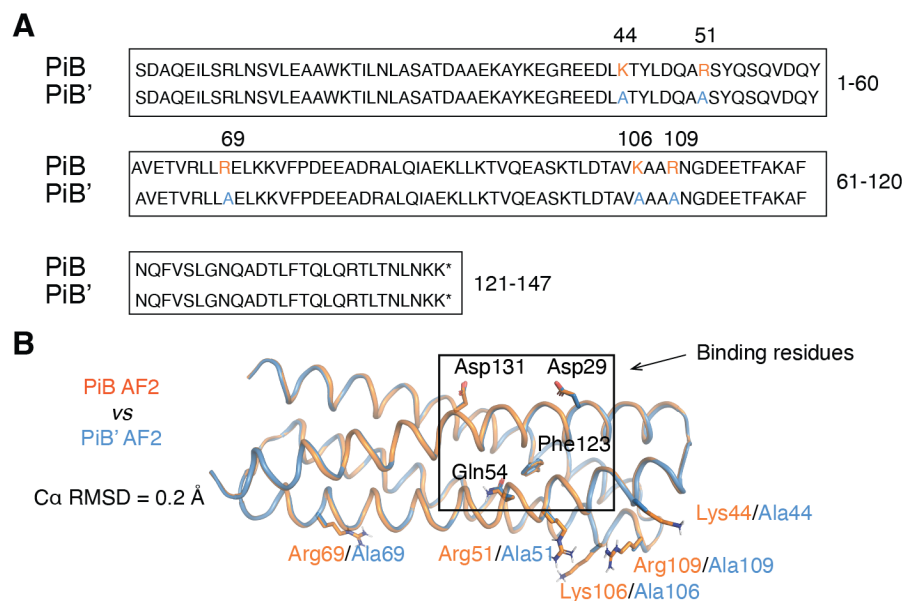 A
44 51
PiB SDAQEILSRLNSVLEAAWKTILNLASATDAAEKAYKEGREEDLKTYLDQARSYQSQVDQY
PiB' SDAQEILSRLNSVLEAAWKTILNLASATDAAEKAYKEGREEDLATYLDQAASYQSQVDQY
1-60
69 106 109
PiB AVETVRLLRELKKVFPDEEADRALQIAEKLLKTVQEASKTLDTAVKAARNGDEETFAKAF
PiB' AVETVRLLAELKKVFPDEEADRALQIAEKLLKTVQEASKTLDTAVAAAANGDEETFAKAF
61-120
PiB NQFVSLGNQADTLFTQLQRTLTNLNKK*
PiB' NQFVSLGNQADTLFTQLQRTLTNLNKK*
121-147
B
Binding residues
Asp131 Asp29
PiB AF2
vs
PiB' AF2
Phe123
Gln54
Cα RMSD = 0.2 Å
Lys44/Ala44
Arg69/Ala69 Arg51/Ala51
Arg109/Ala109
Lys106/Ala106